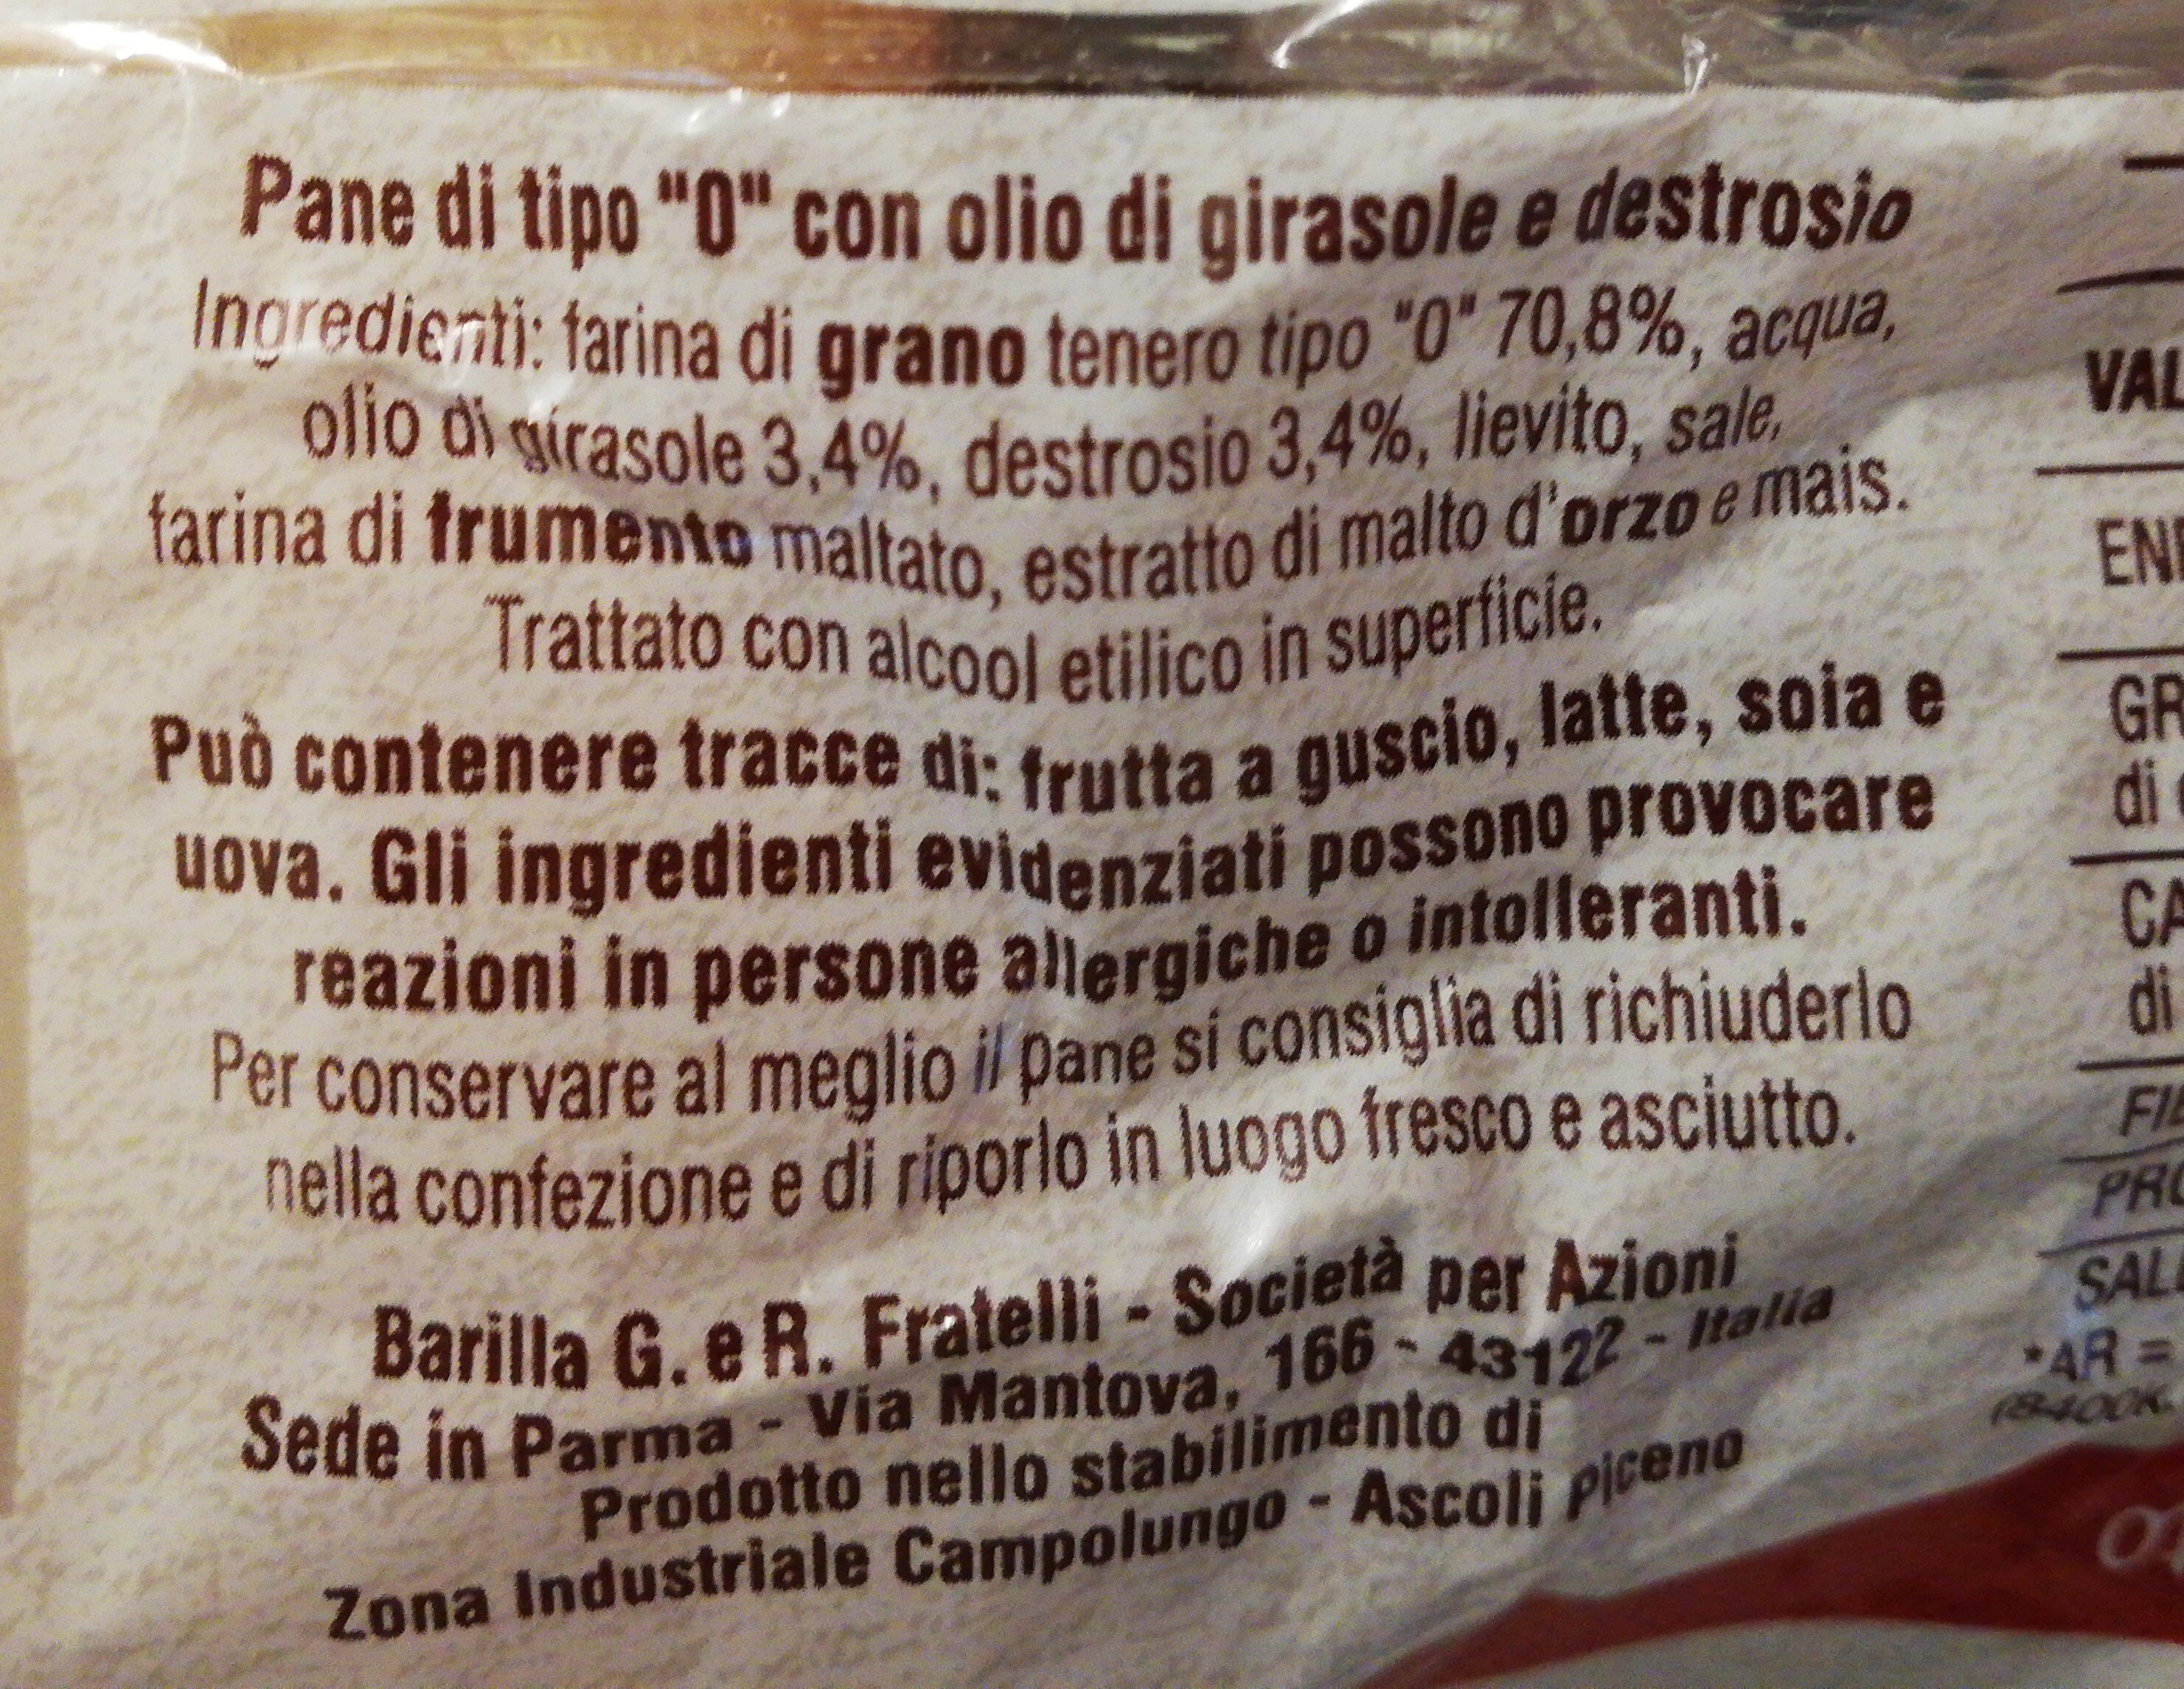 Pane di tipo "0" con olio di girasole e destrosio
Ingredienti: farina di grano tenero tipo "0" 70,8%, acqua,
olio di girasole 3,4%, destrosio 3,4%, lievito, sale,
farina di frumento maltato, estratto di malto d'orzo e mais.
Trattato con alcool etilico in superficie.
Può contenere tracce di: frutta a guscio, latte, soia e
uova. Gli ingredienti evidenziati possono provocare
reazioni in persone allergiche o intolleranti.
Per conservare al meglio il pane si consiglia di richiuderlo
nella confezione e di riporlo in luogo fresco e asciutto.
Barilla G. e R. Fratelli - Società per Azioni
Sede in Parma - Via Mantova, 166 - 43122 - Italia
Prodotto nello stabilimento di
Zona Industriale Campolungo - Ascoli Piceno
VAL
EN
GR
di
CA
di
FI
PR
SAL
*AR =
(8400K